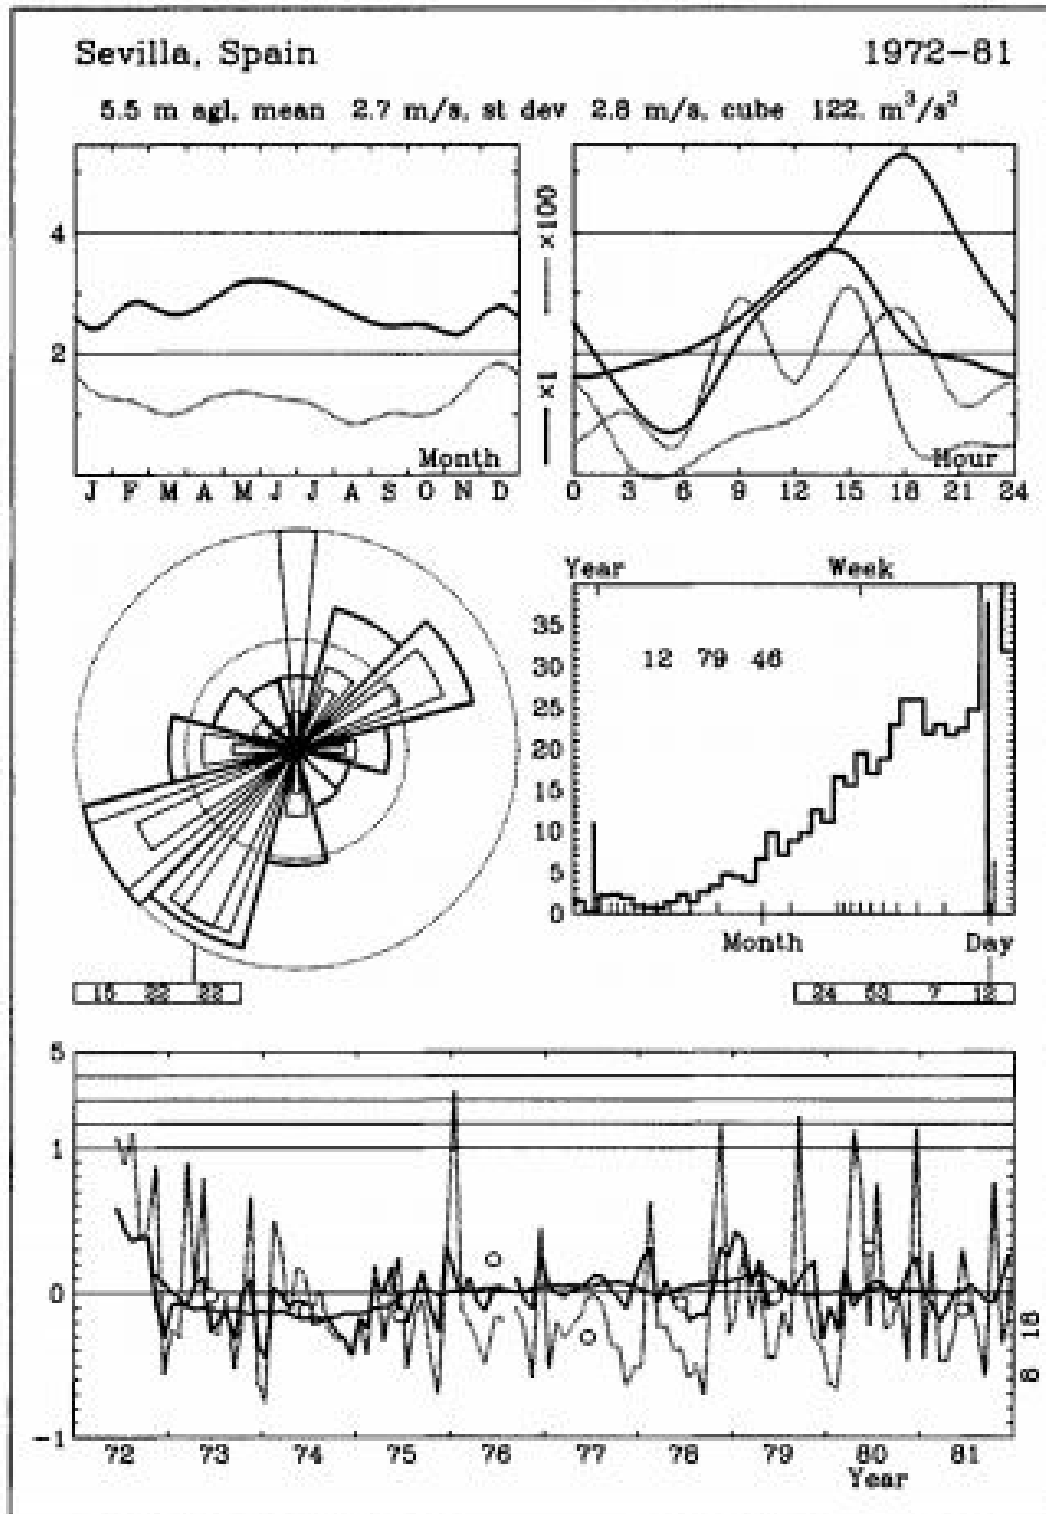 Sevilla, Spain 1972-81
5.5 m agl, mean 2.7 m/s, st dev 2.8 m/s, cube 122. m³/s³
4
2
×1 ×100
Month
J F M A M J J A S O N D
Hour
0 3 6 9 12 15 18 21 24
Year Week
35
30
25
20
15
10
5
0
12 79 46
Month Day
15 22 22
24 53 7 12
5
1
0
-1
8 18
72 73 74 75 76 77 78 79 80 81
Year